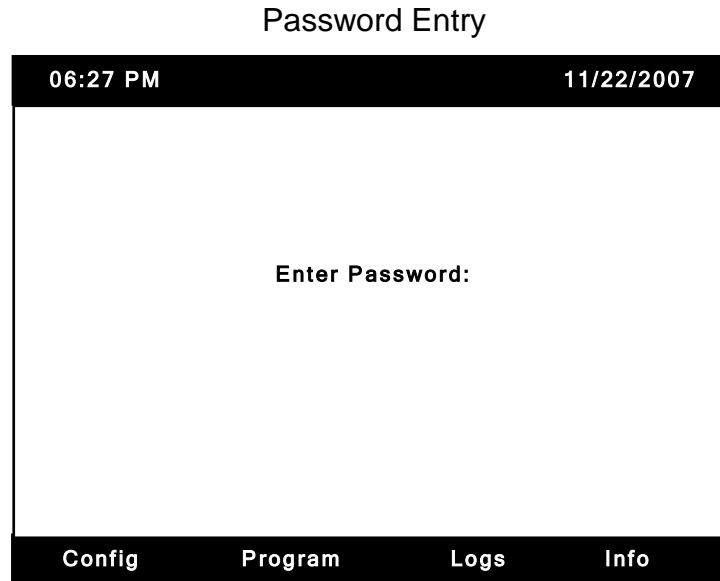 Password Entry
06:27 PM 11/22/2007
Enter Password:
Config Program Logs Info